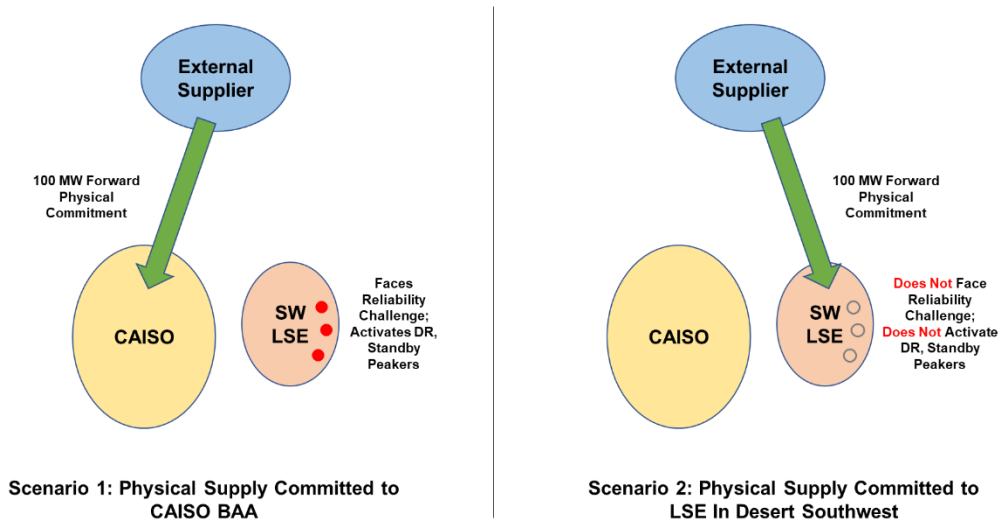 External
Supplier
100 MW Forward
Physical
Commitment
CAISO
SW
LSE
Faces
Reliability
Challenge;
Activates DR,
Standby
Peakers
Scenario 1: Physical Supply Committed to
CAISO BAA
External
Supplier
100 MW Forward
Physical
Commitment
CAISO
SW
LSE
Does Not Face
Reliability
Challenge;
Does Not Activate
DR, Standby
Peakers
Scenario 2: Physical Supply Committed to
LSE In Desert Southwest